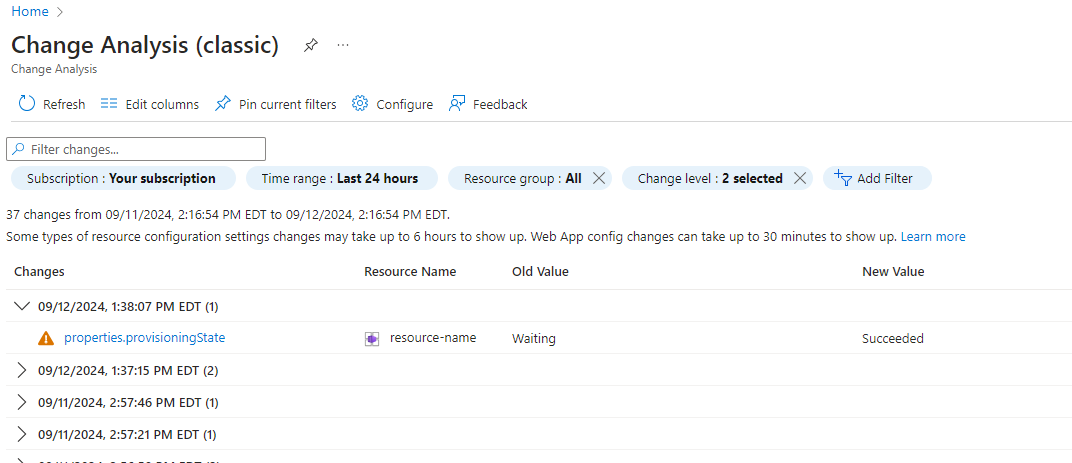 Home
Change Analysis (classic)
Change Analysis
Refresh Edit columns Pin current filters Configure Feedback
Filter changes...
Subscription : Your subscription Time range : Last 24 hours Resource group : All Change level : 2 selected Add Filter
37 changes from 09/11/2024, 2:16:54 PM EDT to 09/12/2024, 2:16:54 PM EDT.
Some types of resource configuration settings changes may take up to 6 hours to show up. Web App config changes can take up to 30 minutes to show up. Learn more
Changes Resource Name Old Value New Value
09/12/2024, 1:38:07 PM EDT (1)
properties.provisioningState resource-name Waiting Succeeded
09/12/2024, 1:37:15 PM EDT (2)
09/11/2024, 2:57:46 PM EDT (1)
09/11/2024, 2:57:21 PM EDT (1)